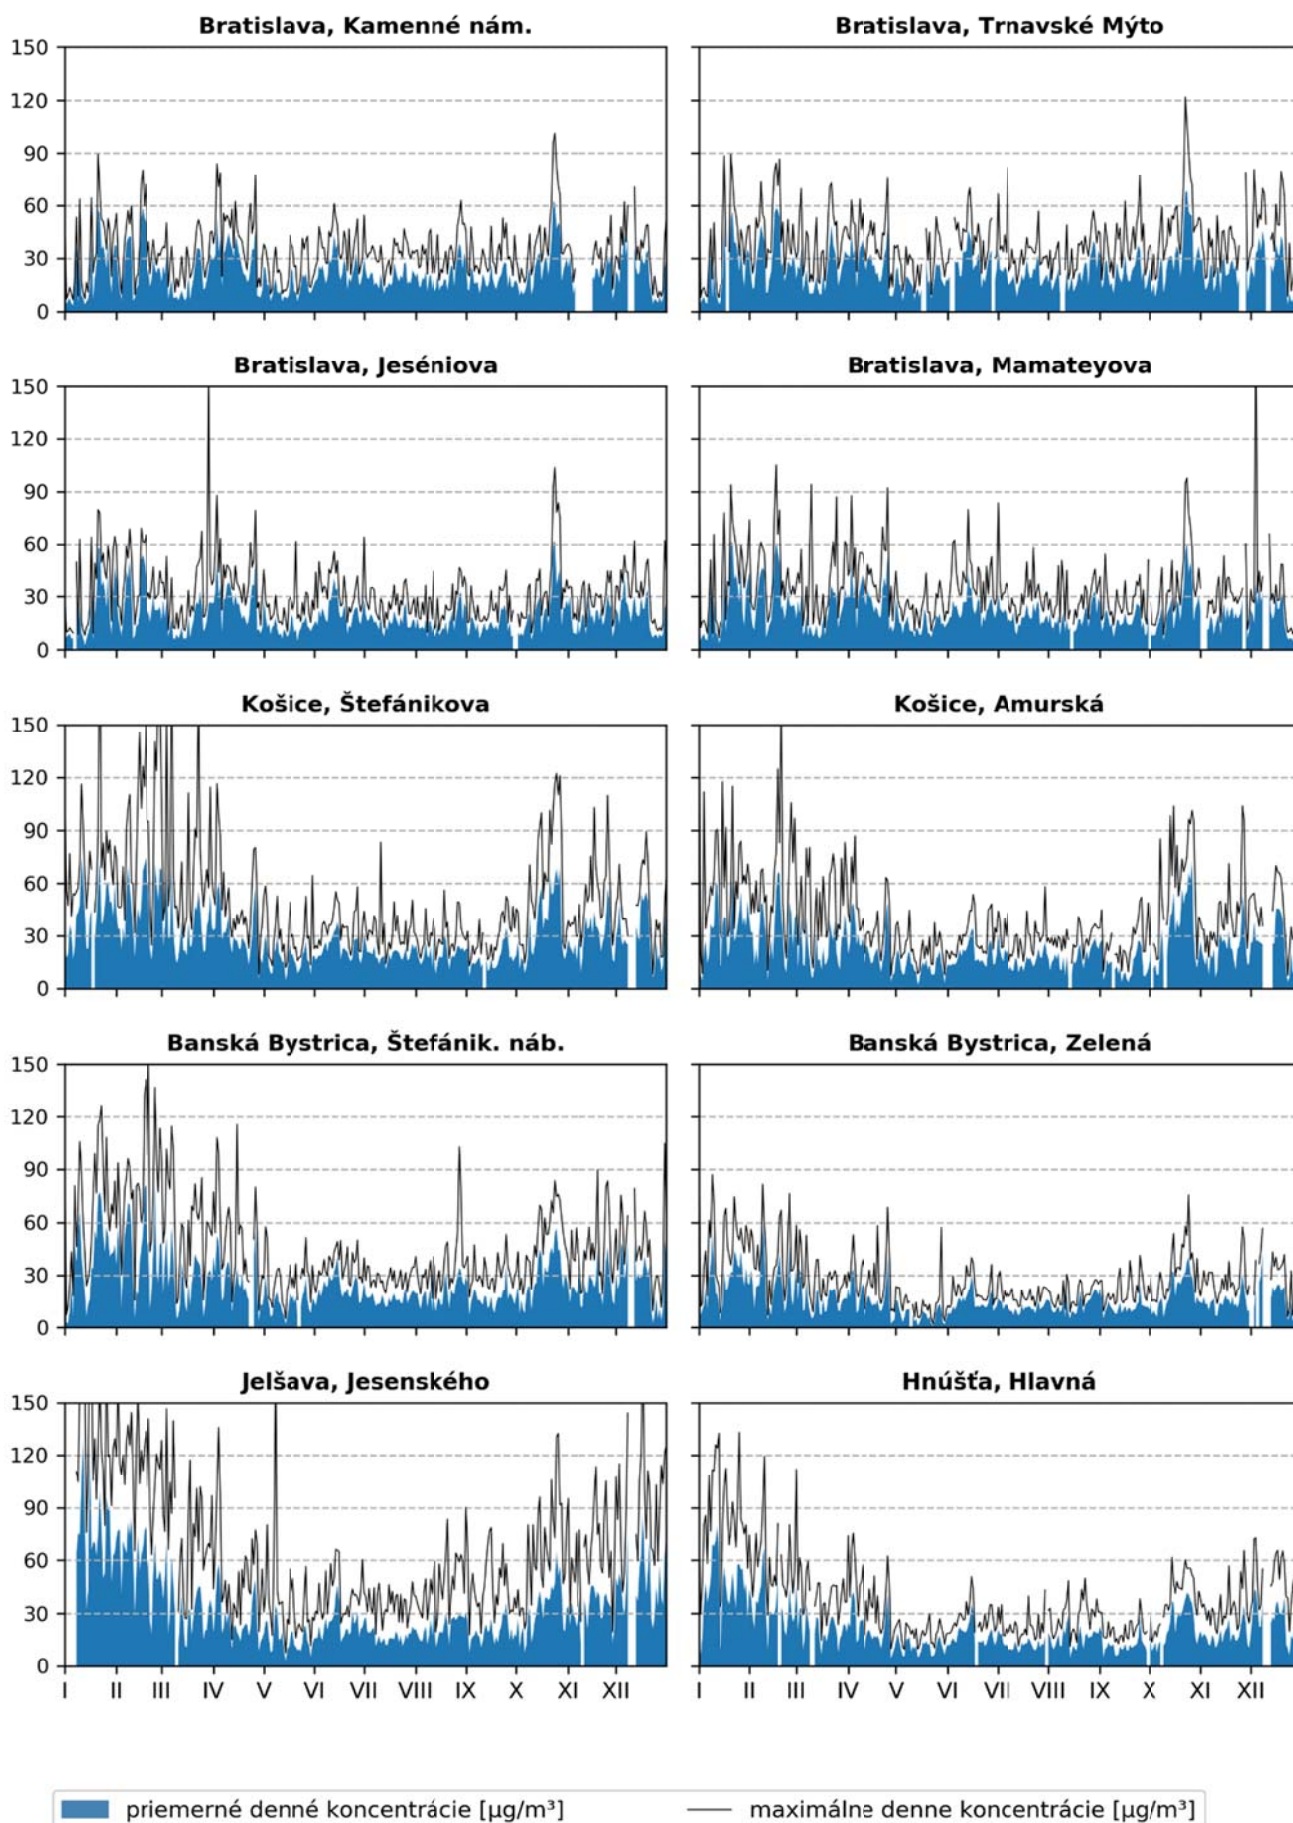 Bratislava, Kamenné nám.
Bratislava, Trnavské Mýto
150
120
90
60
30
0
Bratislava, Jeséniova
Bratislava, Mamateyova
150
120
90
60
30
0
Košice, Štefánikova
Košice, Amurská
150
120
90
60
30
0
Banská Bystrica, Štefánik. náb.
Banská Bystrica, Zelená
150
120
90
60
30
0
Jelšava, Jesenského
Hnúšťa, Hlavná
150
120
90
60
30
0
I II III IV V VI VII VIII IX X XI XII
I II III IV V VI VII VIII IX X XI XII
priemerné denné koncentrácie [µg/m³]
maximálne denne koncentrácie [µg/m³]